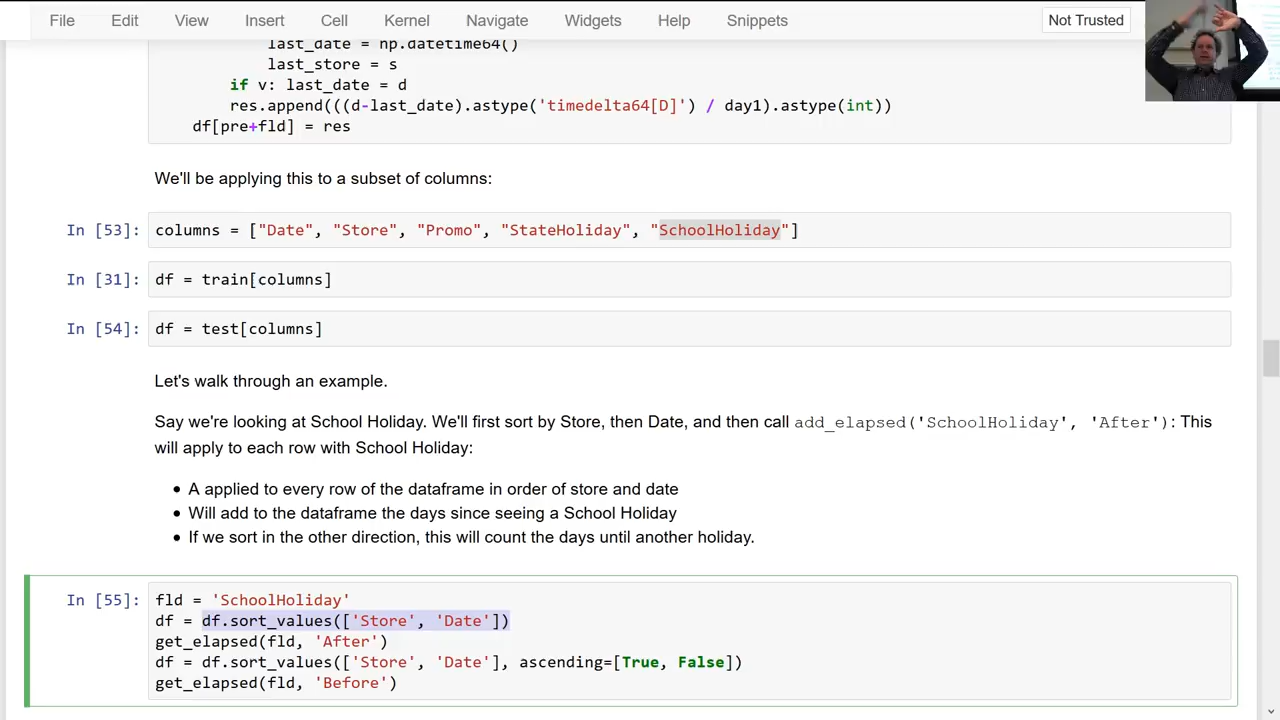 File Edit View Insert Cell Kernel Navigate Widgets Help Snippets Not Trusted
last_date = np.datetime64()
last_store = s
if v: last_date = d
res.append(((d-last_date).astype('timedelta64[D]') / day1).astype(int))
df[pre+fld] = res
We'll be applying this to a subset of columns:
In [53]: columns = ["Date", "Store", "Promo", "StateHoliday", "SchoolHoliday"]
In [31]: df = train[columns]
In [54]: df = test[columns]
Let's walk through an example.
Say we're looking at School Holiday. We'll first sort by Store, then Date, and then call add_elapsed('SchoolHoliday', 'After'): This
will apply to each row with School Holiday:
• A applied to every row of the dataframe in order of store and date
• Will add to the dataframe the days since seeing a School Holiday
• If we sort in the other direction, this will count the days until another holiday.
In [55]: fld = 'SchoolHoliday'
df = df.sort_values(['Store', 'Date'])
get_elapsed(fld, 'After')
df = df.sort_values(['Store', 'Date'], ascending=[True, False])
get_elapsed(fld, 'Before')